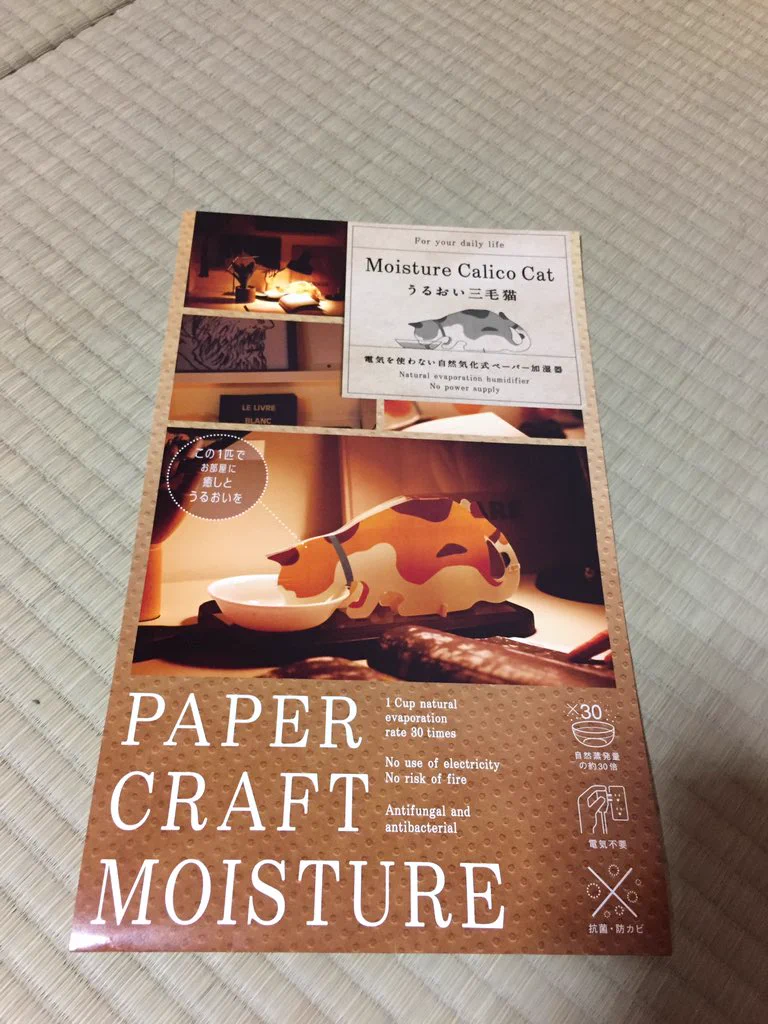 For your daily life
Moisture Calico Cat
うるおい三毛猫
電気を使わない自然気化式ペーパー加湿器
Natural evaporation humidifier
No power supply
LE LIVRE
BLANC
この1匹で
お部屋に
癒しと
うるおいを
PAPER
CRAFT
MOISTURE
1 Cup natural
evaporation
rate 30 times
No use of electricity
No risk of fire
Antifungal and
antibacterial
×30
自然蒸発量
の約30倍
電気不要
抗菌・防カビ